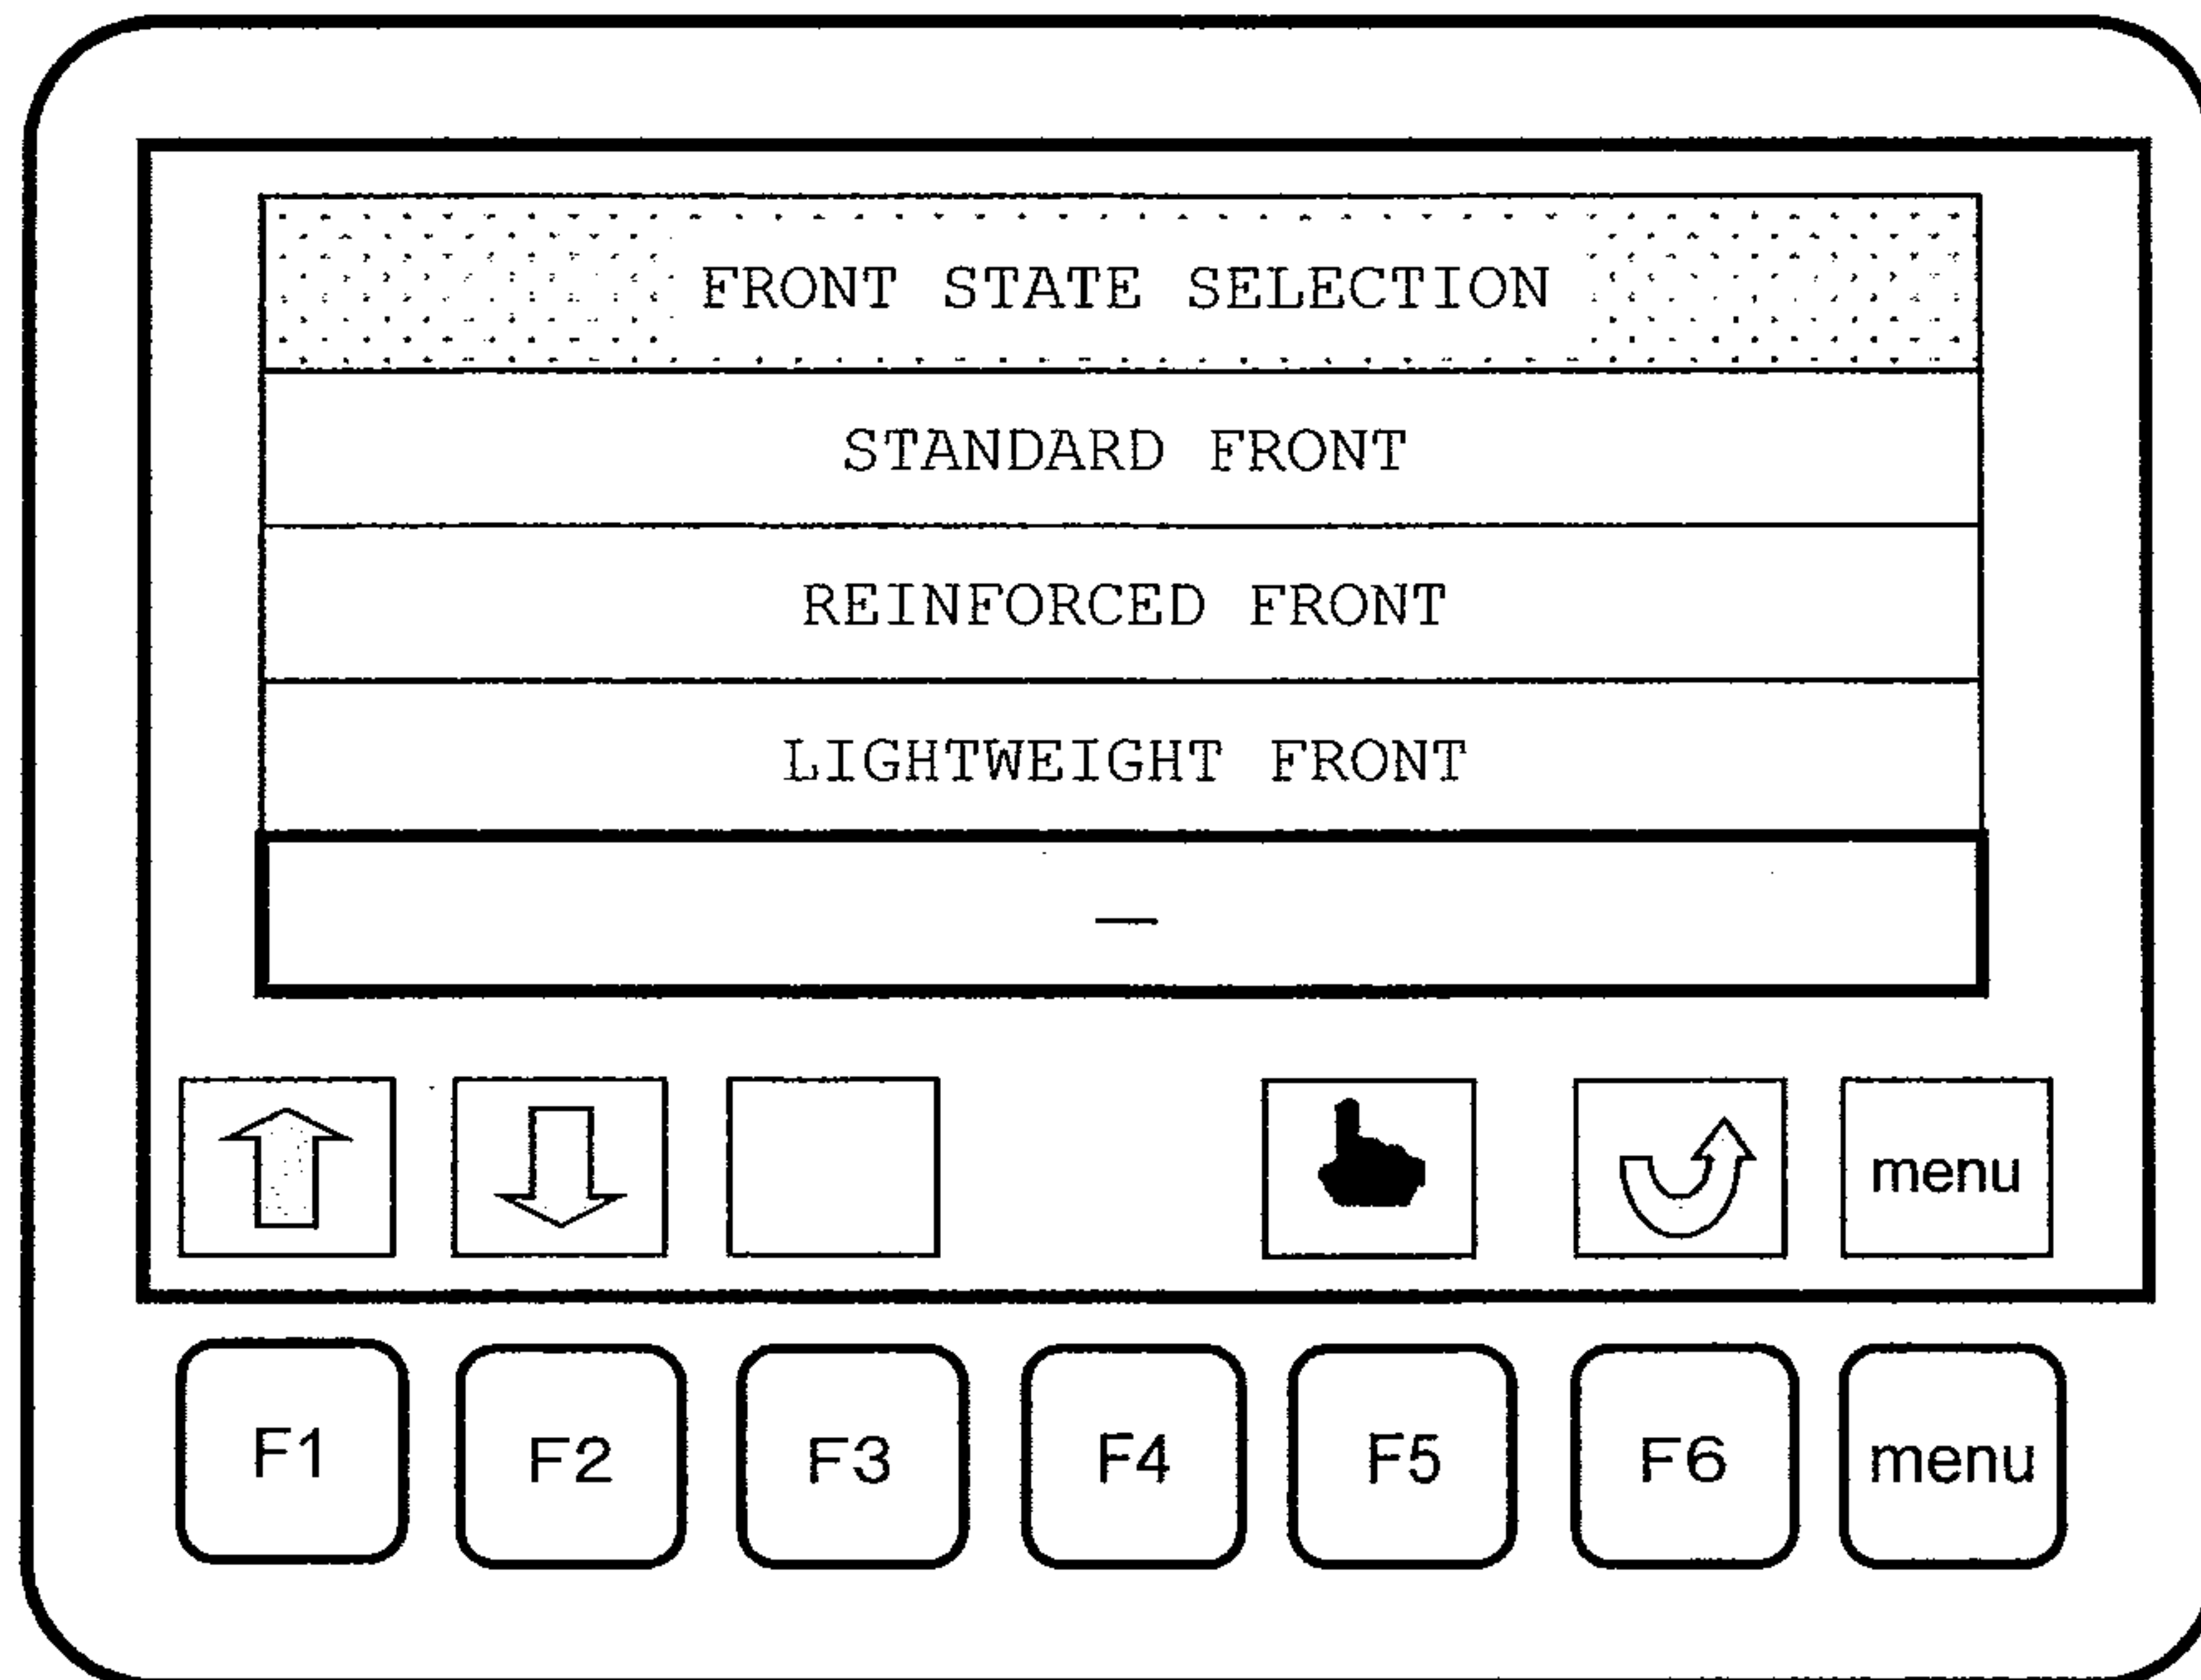 FRONT STATE SELECTION
STANDARD FRONT
REINFORCED FRONT
LIGHTWEIGHT FRONT
—
menu
F1 F2 F3 F4 F5 F6 menu